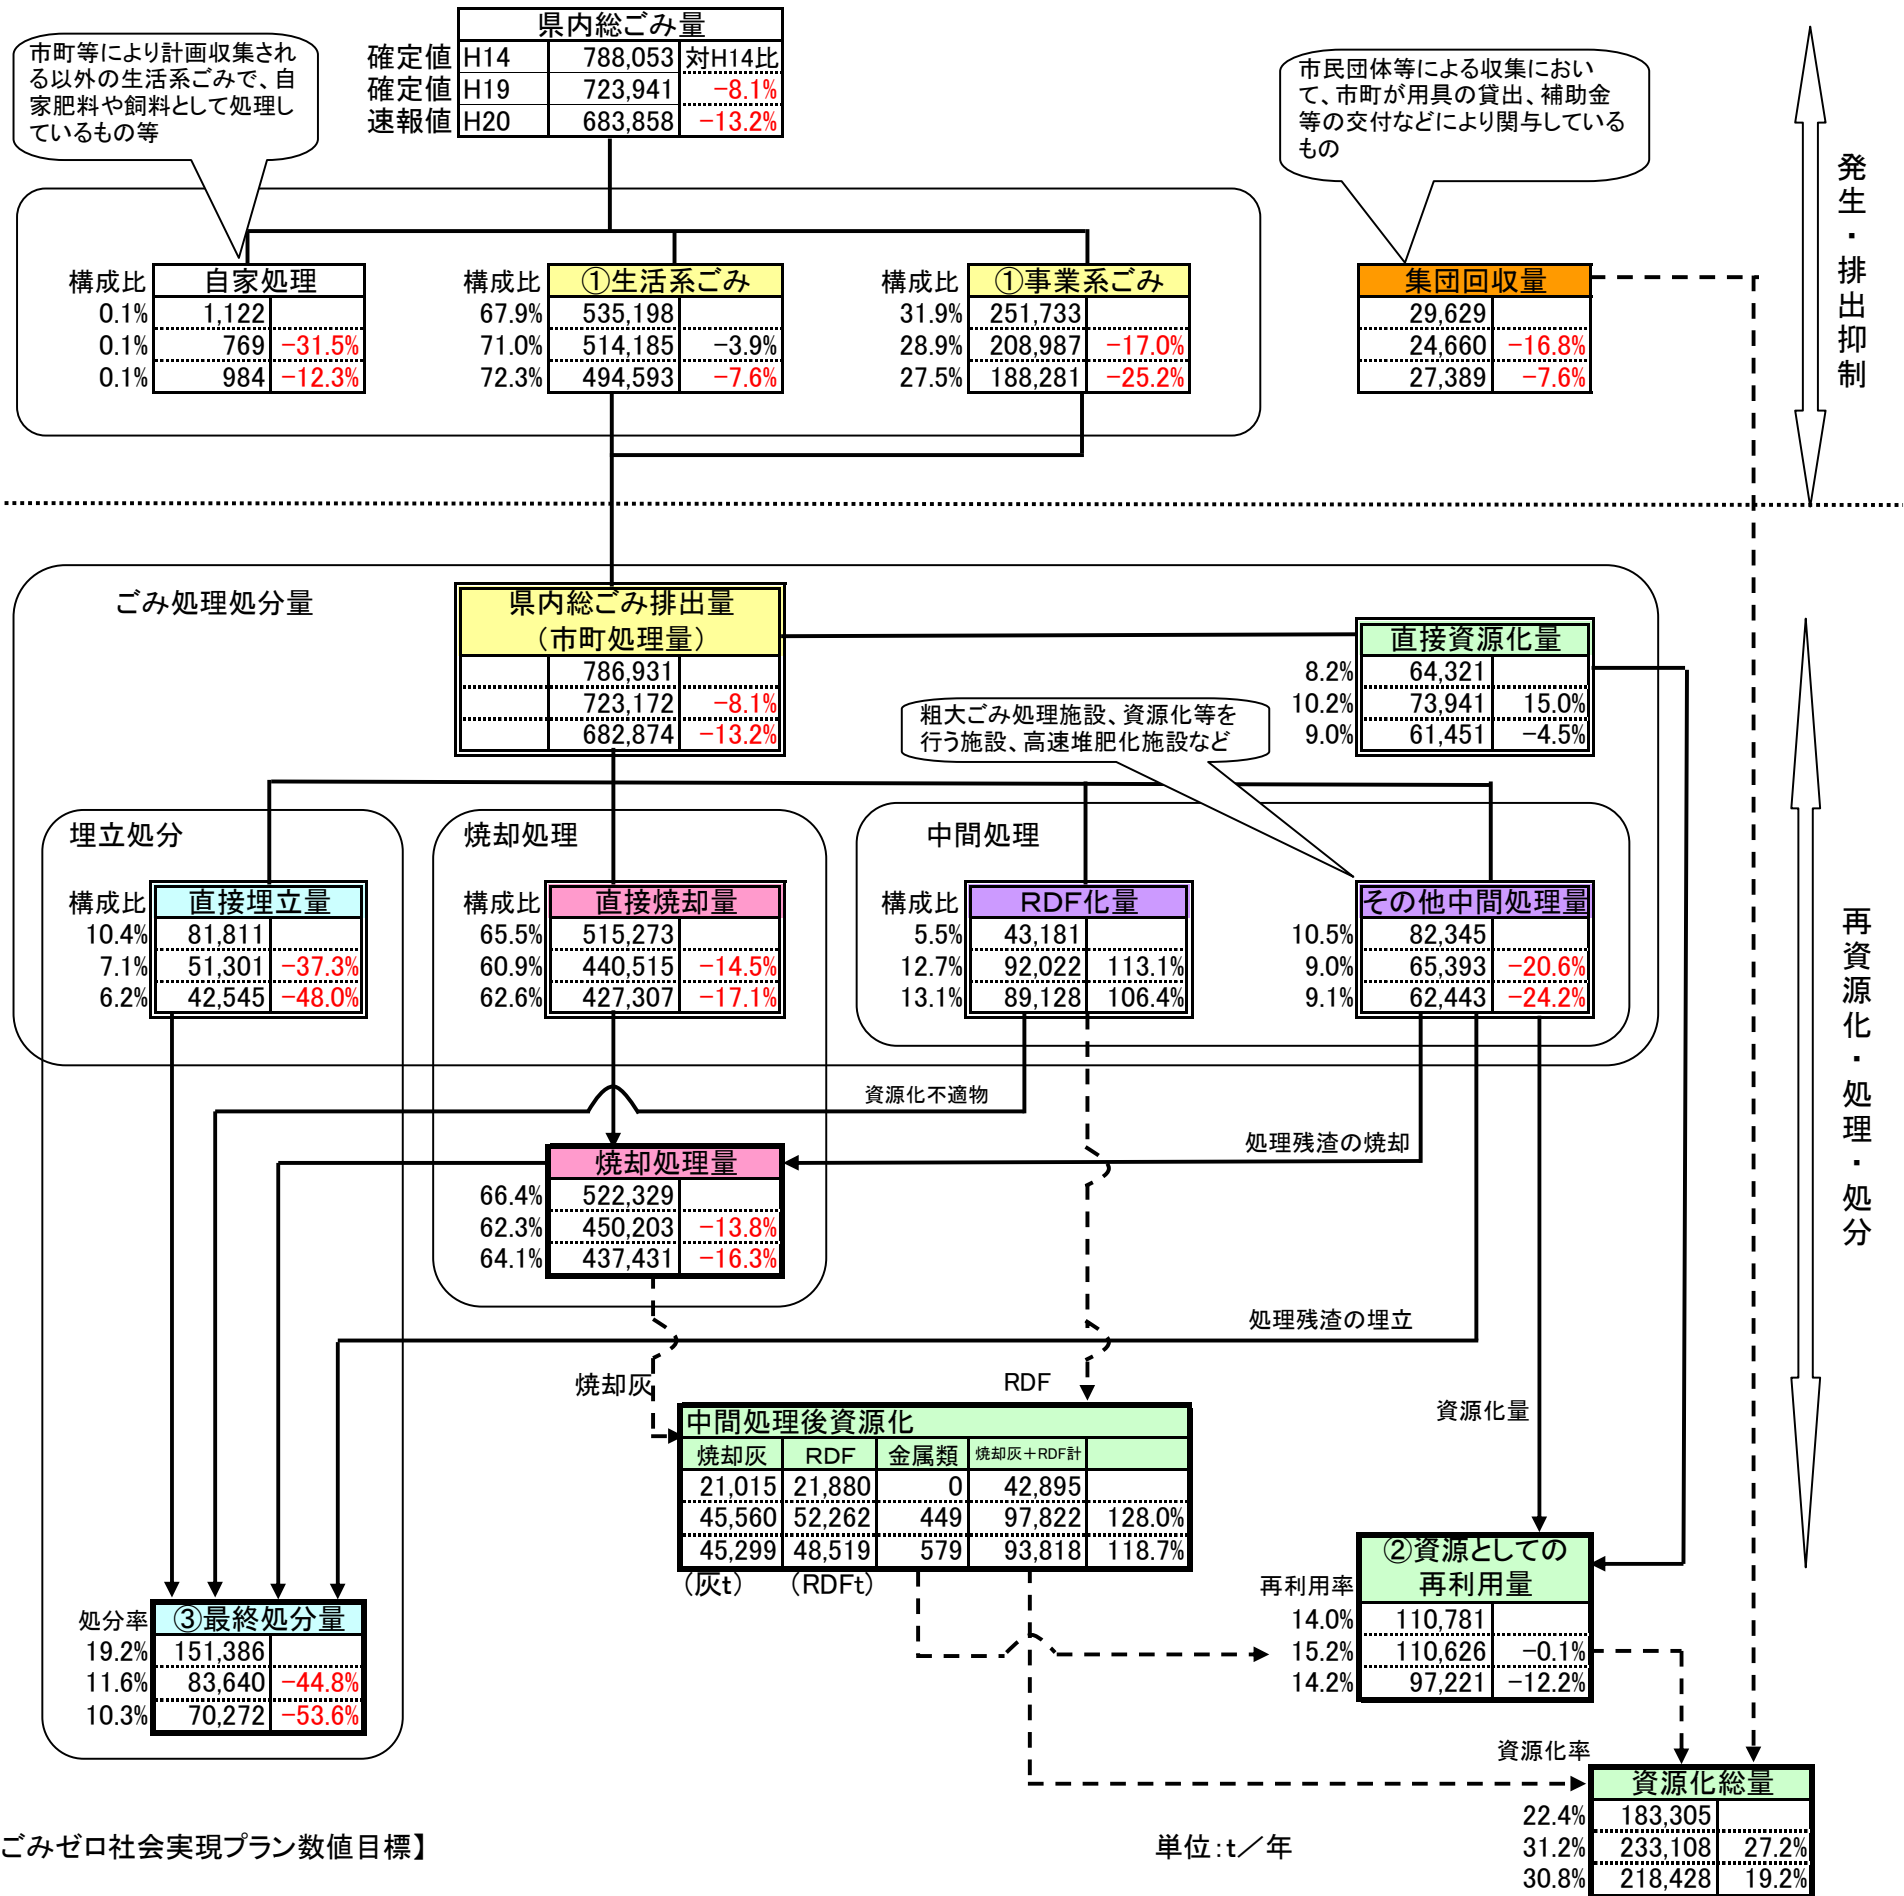 県内総ごみ量
確定値 H14 788,053 対H14比
確定値 H19 723,941 −8.1%
速報値 H20 683,858 −13.2%
市町等により計画収集され
る以外の生活系ごみで、自
家肥料や飼料として処理し
ているもの等
市民団体等による収集におい
て、市町が用具の貸出、補助金
等の交付などにより関与している
もの
発生・排出抑制
構成比 自家処理
0.1% 1,122
0.1% 769 −31.5%
0.1% 984 −12.3%
構成比 ①生活系ごみ
67.9% 535,198
71.0% 514,185 −3.9%
72.3% 494,593 −7.6%
構成比 ①事業系ごみ
31.9% 251,733
28.9% 208,987 −17.0%
27.5% 188,281 −25.2%
集団回収量
29,629
24,660 −16.8%
27,389 −7.6%
ごみ処理処分量
県内総ごみ排出量
（市町処理量）
786,931
723,172 −8.1%
682,874 −13.2%
直接資源化量
8.2% 64,321
10.2% 73,941 15.0%
9.0% 61,451 −4.5%
粗大ごみ処理施設、資源化等を
行う施設、高速堆肥化施設など
埋立処分
構成比 直接埋立量
10.4% 81,811
7.1% 51,301 −37.3%
6.2% 42,545 −48.0%
焼却処理
構成比 直接焼却量
65.5% 515,273
60.9% 440,515 −14.5%
62.6% 427,307 −17.1%
中間処理
構成比 RDF化量
5.5% 43,181
12.7% 92,022 113.1%
13.1% 89,128 106.4%
その他中間処理量
10.5% 82,345
9.0% 65,393 −20.6%
9.1% 62,443 −24.2%
再資源化・処理・処分
資源化不適物
処理残渣の焼却
焼却処理量
66.4% 522,329
62.3% 450,203 −13.8%
64.1% 437,431 −16.3%
処理残渣の埋立
焼却灰
RDF
資源化量
中間処理後資源化
焼却灰 RDF 金属類 焼却灰＋RDF計
21,015 21,880 0 42,895
45,560 52,262 449 97,822 128.0%
45,299 48,519 579 93,818 118.7%
（灰t） （RDFt）
②資源としての
再利用量
再利用率
14.0% 110,781
15.2% 110,626 −0.1%
14.2% 97,221 −12.2%
処分率 ③最終処分量
19.2% 151,386
11.6% 83,640 −44.8%
10.3% 70,272 −53.6%
資源化率
資源化総量
22.4% 183,305
31.2% 233,108 27.2%
30.8% 218,428 19.2%
ごみゼロ社会実現プラン数値目標】
単位：t／年